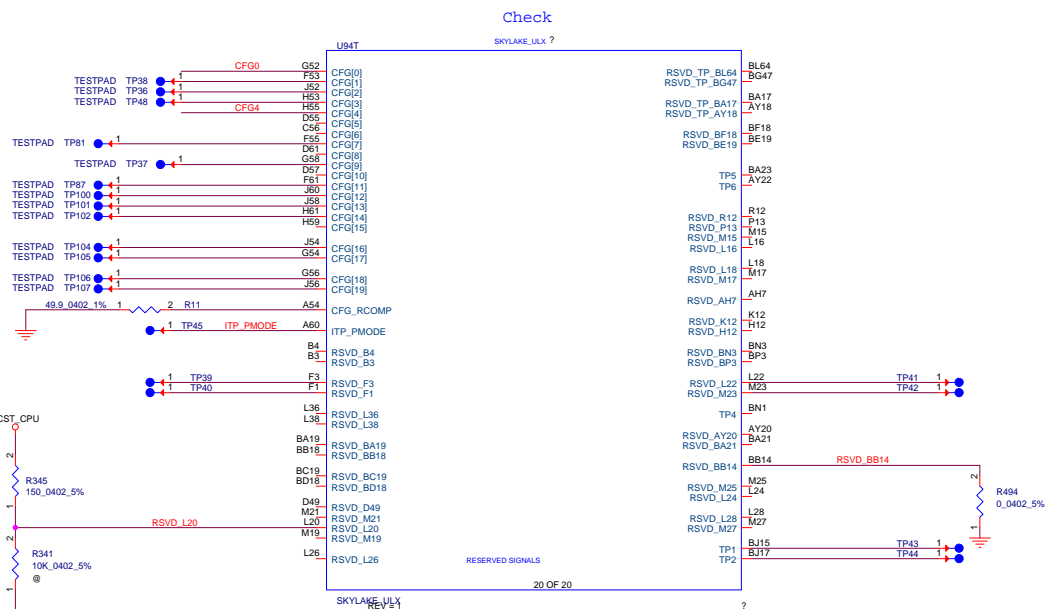 Check
U94T
SKYLAKE_ULX ?
CFG0 G52 CFG[0]
TESTPAD TP38 1 F53 CFG[1]
TESTPAD TP36 1 J52 CFG[2]
TESTPAD TP48 1 H53 CFG[3]
CFG4 H55 CFG[4]
D55 CFG[5]
C56 CFG[6]
TESTPAD TP81 1 F55 CFG[7]
D61 CFG[8]
TESTPAD TP37 1 G58 CFG[9]
D57 CFG[10]
TESTPAD TP87 1 F61 CFG[11]
TESTPAD TP100 1 J60 CFG[12]
TESTPAD TP101 1 J58 CFG[13]
TESTPAD TP102 1 H61 CFG[14]
H59 CFG[15]
TESTPAD TP104 1 J54 CFG[16]
TESTPAD TP105 1 G54 CFG[17]
TESTPAD TP106 1 G56 CFG[18]
TESTPAD TP107 1 J56 CFG[19]
49.9_0402_1% 1 2 R11 A54 CFG_RCOMP
1 TP45 ITP_PMODE A60 ITP_PMODE
B4 RSVD_B4
B3 RSVD_B3
1 TP39 F3 RSVD_F3
1 TP40 F1 RSVD_F1
L36 RSVD_L36
L38 RSVD_L38
BA19 RSVD_BA19
BB18 RSVD_BB18
BC19 RSVD_BC19
BD18 RSVD_BD18
D49 RSVD_D49
M21 RSVD_M21
RSVD_L20 L20 RSVD_L20
M19 RSVD_M19
L26 RSVD_L26
CST_CPU
2
R345
150_0402_5%
1
2
R341
10K_0402_5%
@
1
RSVD_TP_BL64 BL64
RSVD_TP_BG47 BG47
RSVD_TP_BA17 BA17
RSVD_TP_AY18 AY18
RSVD_BF18 BF18
RSVD_BE19 BE19
TP5 BA23
TP6 AY22
RSVD_R12 R12
RSVD_P13 P13
RSVD_M15 M15
RSVD_L16 L16
RSVD_L18 L18
RSVD_M17 M17
RSVD_AH7 AH7
RSVD_K12 K12
RSVD_H12 H12
RSVD_BN3 BN3
RSVD_BP3 BP3
RSVD_L22 L22 TP41 1
RSVD_M23 M23 TP42 1
TP4 BN1
RSVD_AY20 AY20
RSVD_BA21 BA21
RSVD_BB14 BB14 RSVD_BB14
RSVD_M25 M25
RSVD_L24 L24
RSVD_L28 L28
RSVD_M27 M27
TP1 BJ15 TP43 1
TP2 BJ17 TP44 1
2
R494
0_0402_5%
1
RESERVED SIGNALS
20 OF 20
SKYLAKE_ULX
REV = 1
?